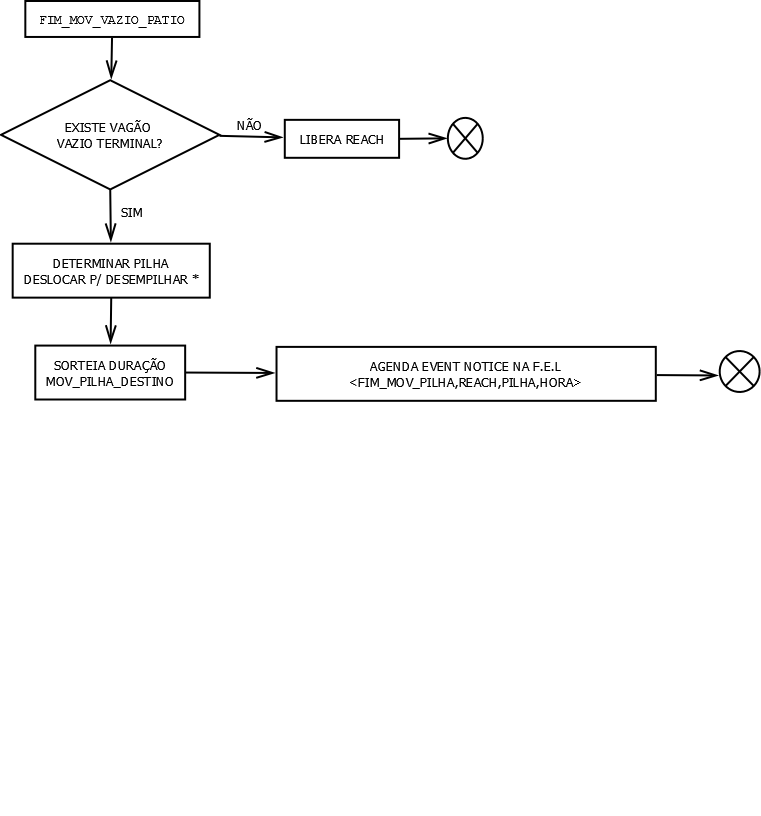 FIM_MOV_VAZIO_PATIO
EXISTE VAGÃO
VAZIO TERMINAL?
NÃO
LIBERA REACH
SIM
DETERMINAR PILHA
DESLOCAR P/ DESEMPILHAR *
SORTEIA DURAÇÃO
MOV_PILHA_DESTINO
AGENDA EVENT NOTICE NA F.E.L
<FIM_MOV_PILHA,REACH,PILHA,HORA>